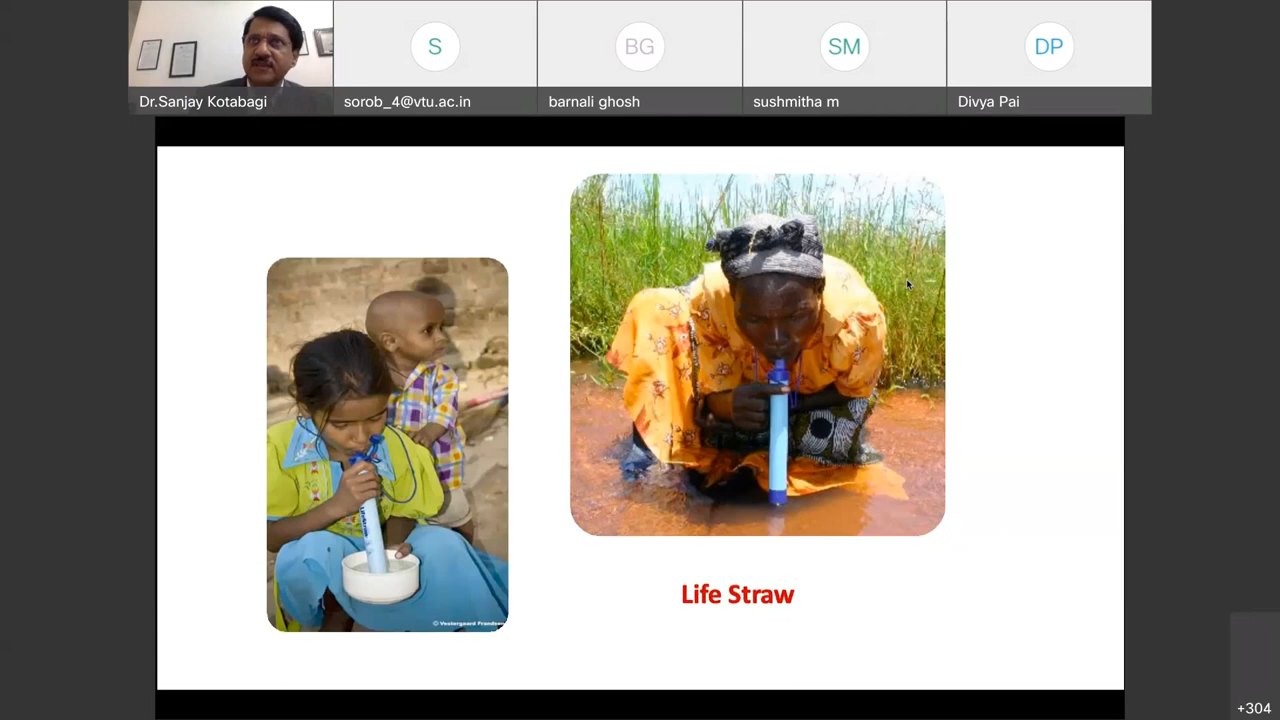 S
BG
SM
DP
Dr.Sanjay Kotabagi
sorob_4@vtu.ac.in
barnali ghosh
sushmitha m
Divya Pai
LifeStraw
© Vestergaard Frandsen
Life Straw
+304